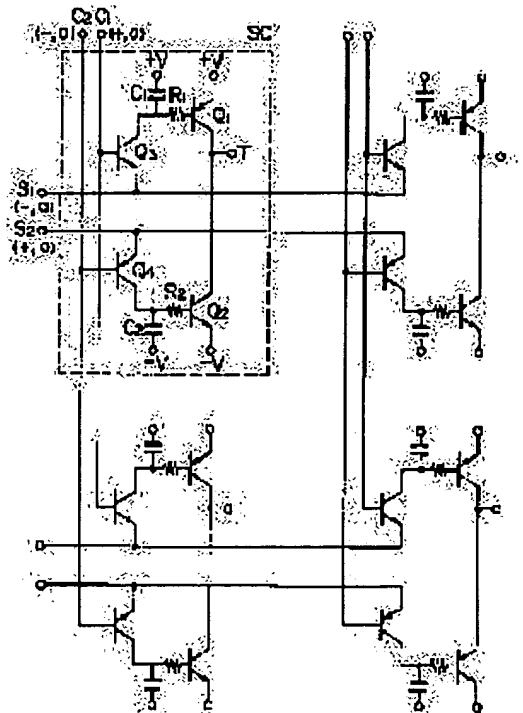 C2 C1
(-,0) (+,0) SC
+V +V
C1 R1 Q1
Q3 T
S1
(-,0)
S2
(+,0)
Q4
R2
C2 Q2
-V -V